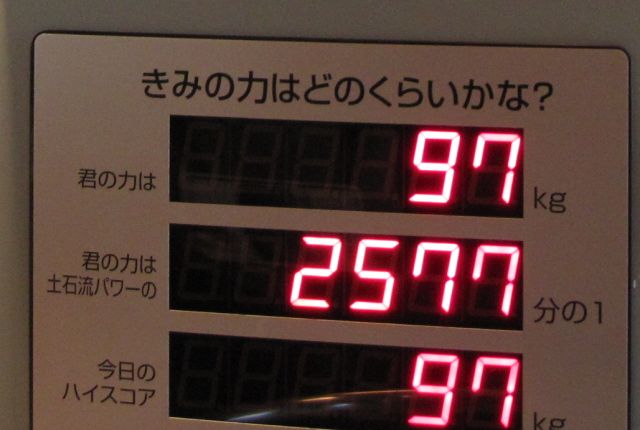 きみの力はどのくらいかな?
君の力は 97 kg
君の力は
土石流パワーの 2577 分の1
今日の
ハイスコア 97 kg